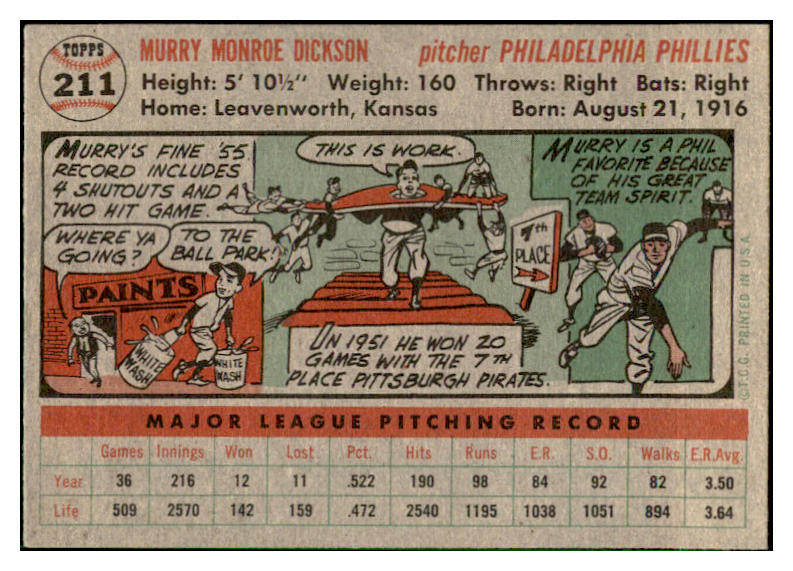 TOPPS
211
MURRY MONROE DICKSON pitcher PHILADELPHIA PHILLIES
Height: 5' 10½" Weight: 160 Throws: Right Bats: Right
Home: Leavenworth, Kansas Born: August 21, 1916
MURRY'S FINE '55
RECORD INCLUDES
4 SHUTOUTS AND A
TWO HIT GAME.
WHERE YA
GOING?
TO THE
BALL PARK!
PAINTS
WHITE
WASH
WHITE
WASH
THIS IS WORK.
7th
PLACE
IN 1951 HE WON 20
GAMES WITH THE 7TH
PLACE PITTSBURGH PIRATES.
MURRY IS A PHIL
FAVORITE BECAUSE
OF HIS GREAT
TEAM SPIRIT.
©T.C.G. PRINTED IN U.S.A.
MAJOR LEAGUE PITCHING RECORD
Games Innings Won Lost Pct. Hits Runs E.R. S.O. Walks E.R.Avg.
Year 36 216 12 11 .522 190 98 84 92 82 3.50
Life 509 2570 142 159 .472 2540 1195 1038 1051 894 3.64